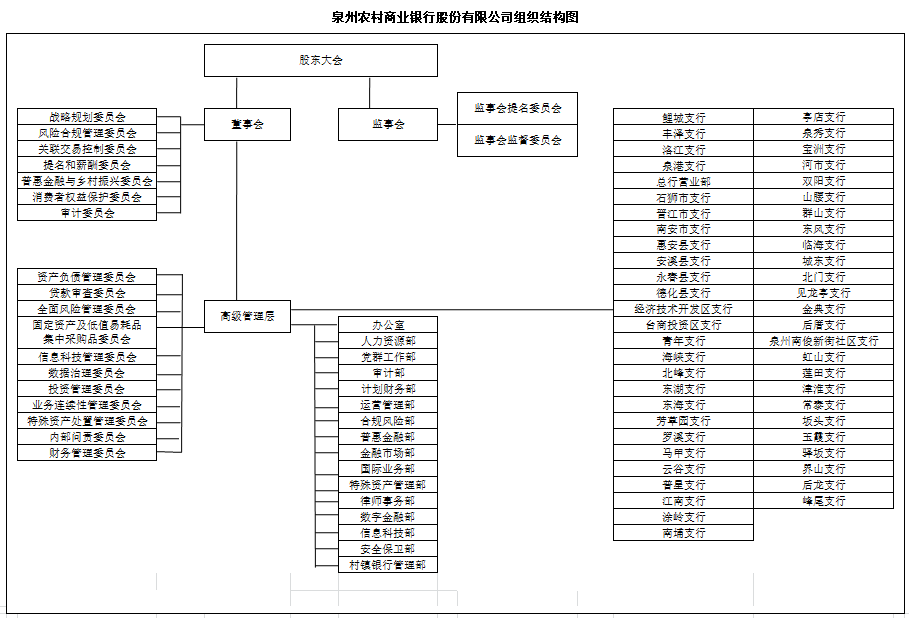 泉州农村商业银行股份有限公司组织结构图
股东大会
董事会
监事会
监事会提名委员会
监事会监督委员会
战略规划委员会
风险合规管理委员会
关联交易控制委员会
提名和薪酬委员会
普惠金融与乡村振兴委员会
消费者权益保护委员会
审计委员会
高级管理层
资产负债管理委员会
贷款审查委员会
全面风险管理委员会
固定资产及低值易耗品
集中采购品委员会
信息科技管理委员会
数据治理委员会
投资管理委员会
业务连续性管理委员会
特殊资产处置管理委员会
内部问责委员会
财务管理委员会
办公室
人力资源部
党群工作部
审计部
计划财务部
运营管理部
合规风险部
普惠金融部
金融市场部
国际业务部
特殊资产管理部
律师事务部
数字金融部
信息科技部
安全保卫部
村镇银行管理部
鲤城支行
丰泽支行
洛江支行
泉港支行
总行营业部
石狮市支行
晋江市支行
南安市支行
惠安县支行
安溪县支行
永春县支行
德化县支行
经济技术开发区支行
台商投资区支行
青年支行
海峡支行
北峰支行
东湖支行
东海支行
芳草园支行
罗溪支行
马甲支行
云谷支行
普星支行
江南支行
涂岭支行
南埔支行
亭店支行
泉秀支行
宝洲支行
河市支行
双阳支行
山腰支行
群山支行
东风支行
临海支行
城东支行
北门支行
见龙亭支行
金典支行
后厝支行
泉州南俊新街社区支行
虹山支行
莲田支行
津淮支行
常泰支行
坂头支行
玉霞支行
驿坂支行
界山支行
后龙支行
峰尾支行